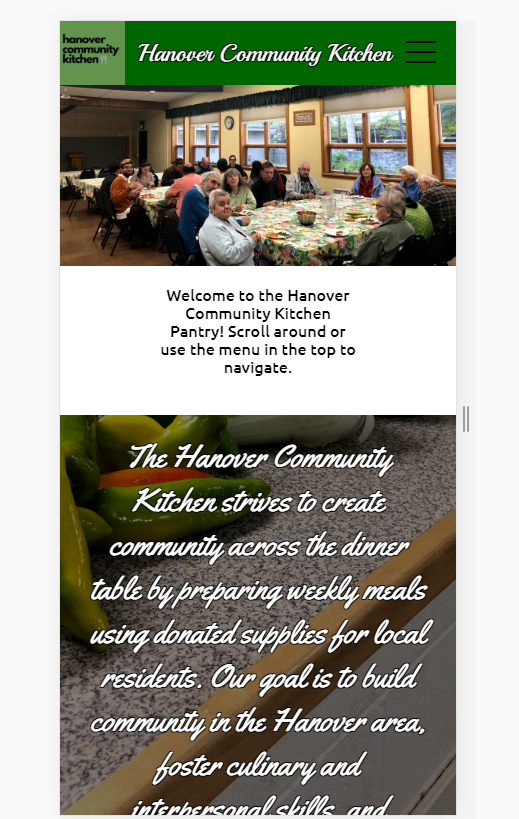 hanover
community
kitchen
Hanover Community Kitchen
Welcome to the Hanover
Community Kitchen
Pantry! Scroll around or
use the menu in the top to
navigate.
The Hanover Community
Kitchen strives to create
community across the dinner
table by preparing weekly meals
using donated supplies for local
residents. Our goal is to build
community in the Hanover area,
foster culinary and
interpersonal skills, and